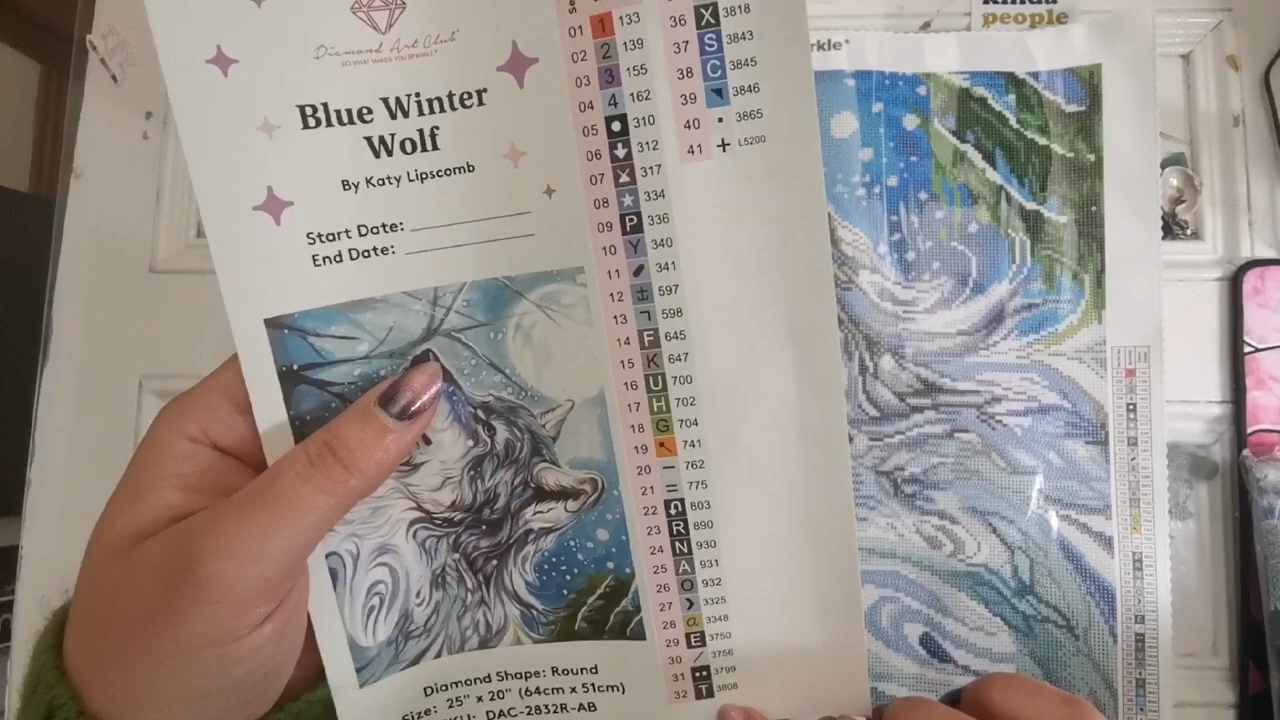 Diamond Art Club
DO WHAT MAKES YOU SPARKLE
Blue Winter
Wolf
By Katy Lipscomb
Start Date:
End Date:
Diamond Shape: Round
Size: 25" x 20" (64cm x 51cm)
DAC-2832R-AB
01 1 133
02 2 139
03 3 155
04 4 162
05 310
06 312
07 317
08 334
09 P 336
10 Y 340
11 341
12 597
13 598
14 F 645
15 K 647
16 U 700
17 H 702
18 G 704
19 741
20 – 762
21 = 775
22 803
23 R 890
24 N 930
25 A 931
26 O 932
27 3325
28 a 3348
29 E 3750
30 / 3756
31 3799
32 T 3808
36 X 3818
37 S 3843
38 C 3845
39 3846
40 3865
41 + L5200
people
rkle